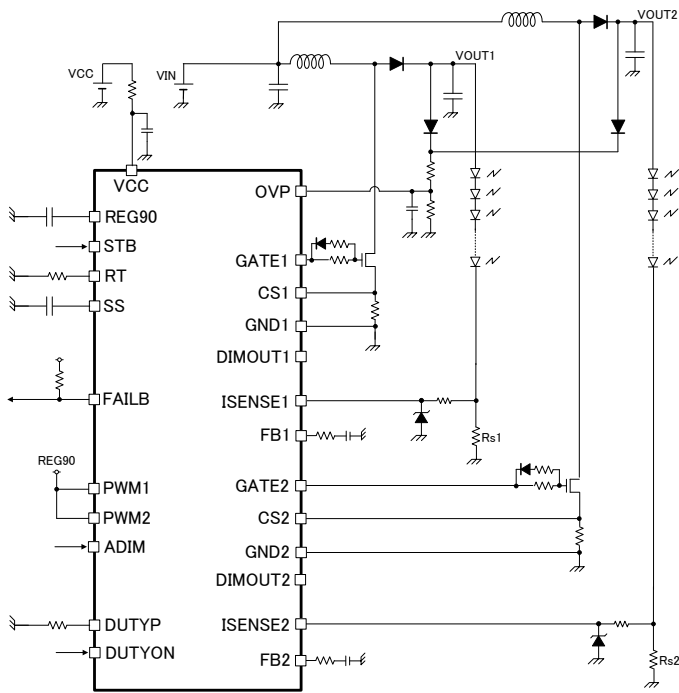 VOUT2
VOUT1
VCC
VIN
VCC
OVP
REG90
STB
GATE1
RT
CS1
SS
GND1
DIMOUT1
FAILB
ISENSE1
FB1
Rs1
REG90
PWM1
GATE2
PWM2
CS2
ADIM
GND2
DIMOUT2
DUTYP
ISENSE2
DUTYON
FB2
Rs2